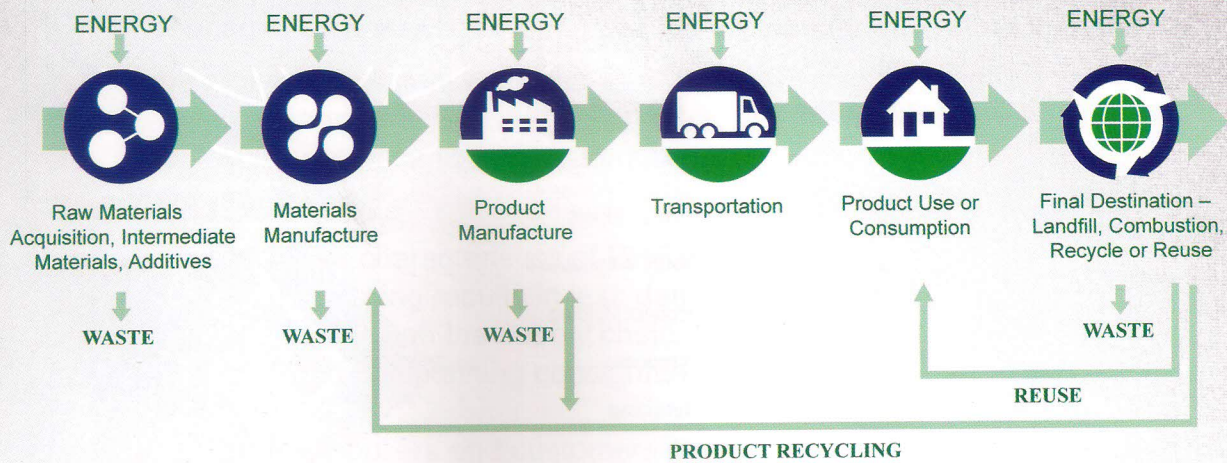 ENERGY
ENERGY
ENERGY
ENERGY
ENERGY
ENERGY
Raw Materials
Acquisition, Intermediate
Materials, Additives
Materials
Manufacture
Product
Manufacture
Transportation
Product Use or
Consumption
Final Destination –
Landfill, Combustion,
Recycle or Reuse
WASTE
WASTE
WASTE
WASTE
REUSE
PRODUCT RECYCLING